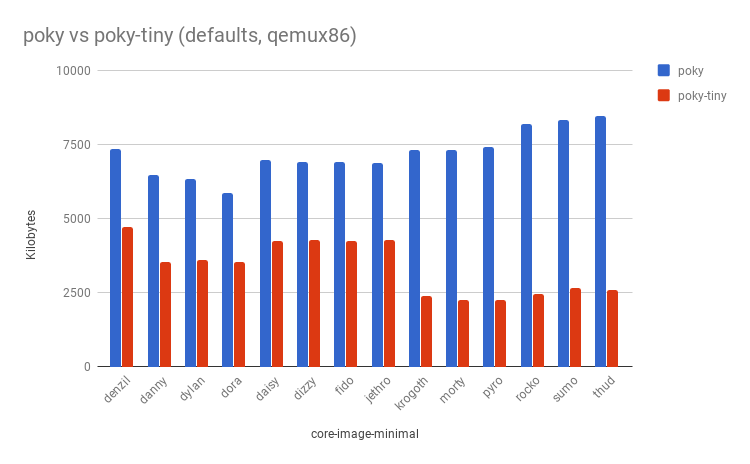 poky vs poky-tiny (defaults, qemux86)
poky
poky-tiny
10000
7500
5000
2500
0
Kilobytes
denzil
danny
dylan
dora
daisy
dizzy
fido
jethro
krogoth
morty
pyro
rocko
sumo
thud
core-image-minimal